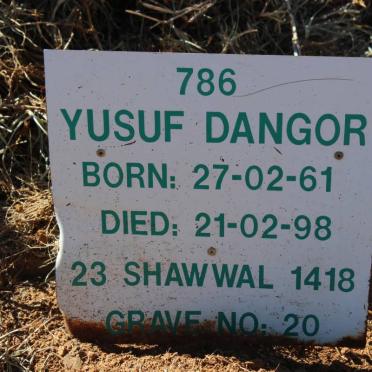 786
YUSUF DANGOR
BORN: 27-02-61
DIED: 21-02-98
23 SHAWWAL 1418
GRAVE NO: 20